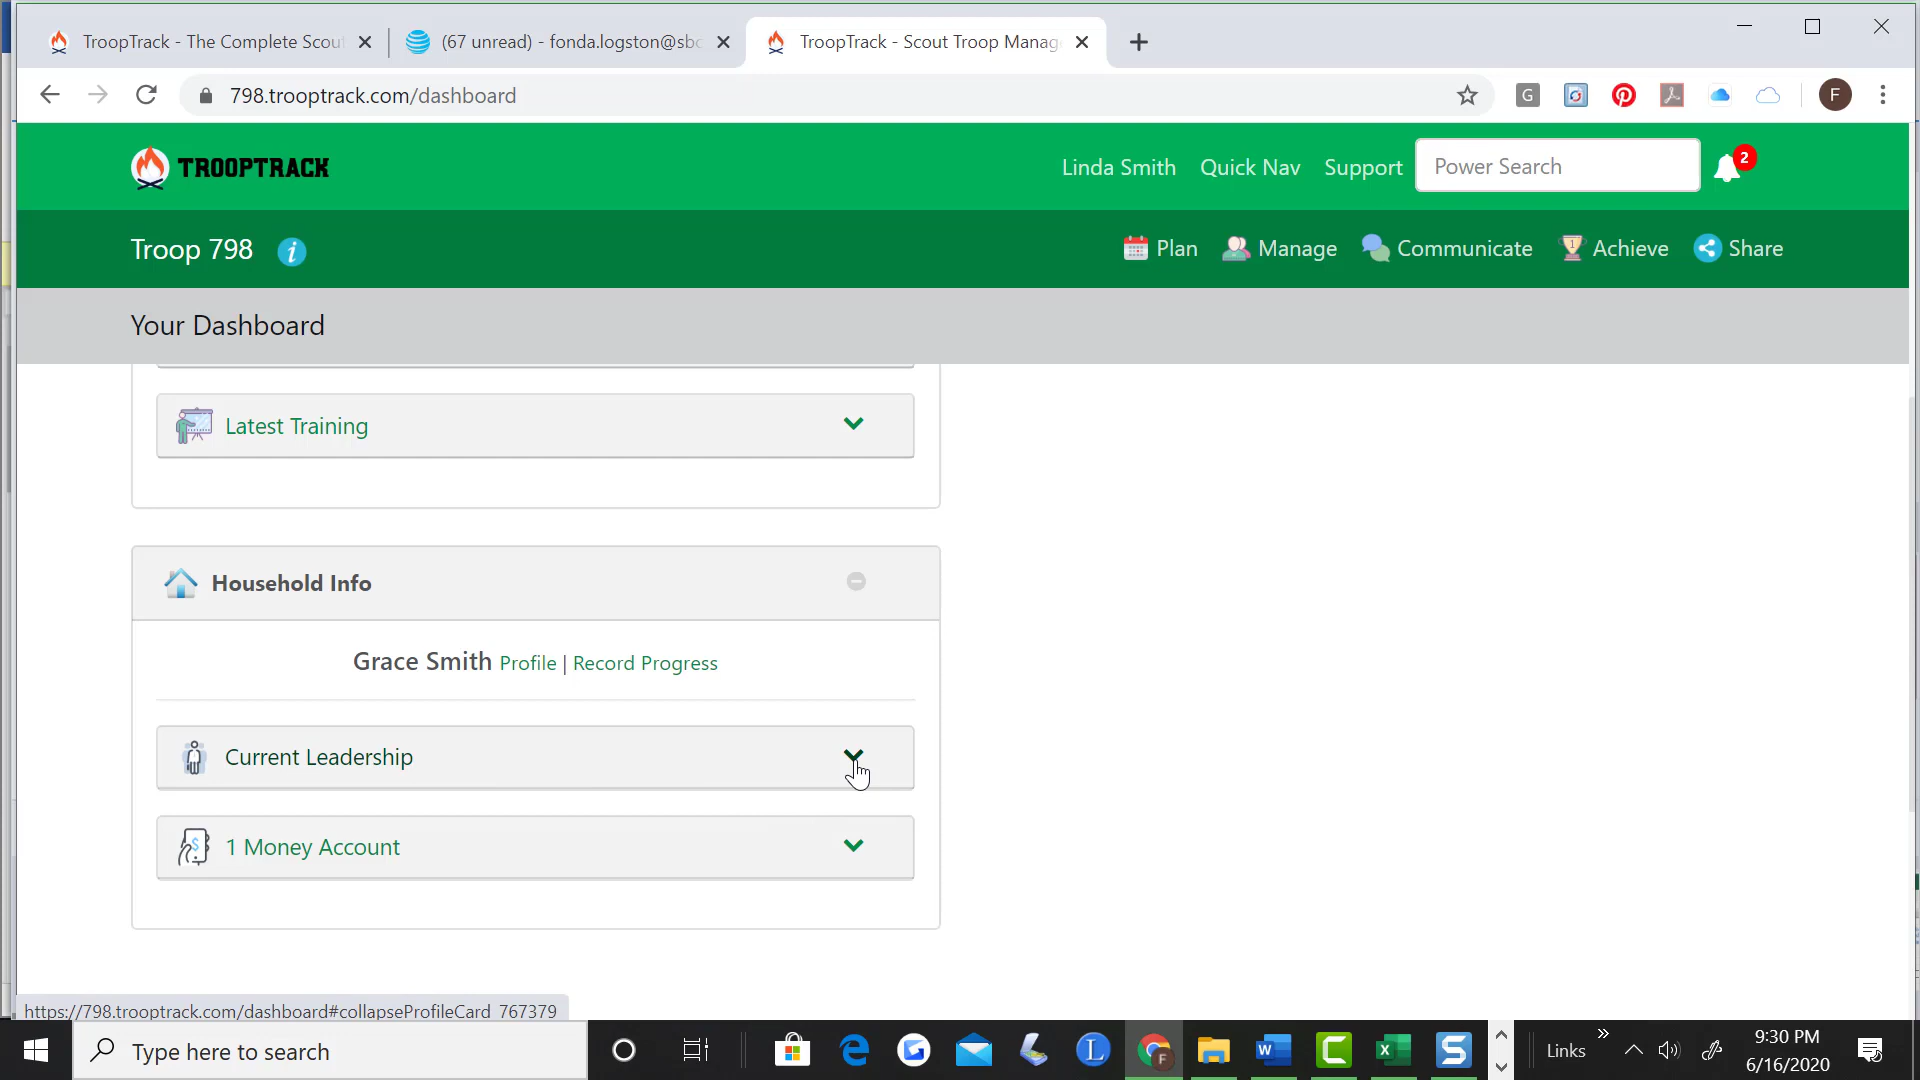 TroopTrack - The Complete Scou
(67 unread) - fonda.logston@sbc
TroopTrack - Scout Troop Manag
798.trooptrack.com/dashboard
G
F
TROOPTRACK
Linda Smith
Quick Nav
Support
Power Search
2
Troop 798
i
Plan
Manage
Communicate
1
Achieve
Share
Your Dashboard
Latest Training
Household Info
Grace Smith Profile | Record Progress
Current Leadership
$
1 Money Account
https://798.trooptrack.com/dashboard#collapseProfileCard_767379
Type here to search
Links
9:30 PM
6/16/2020